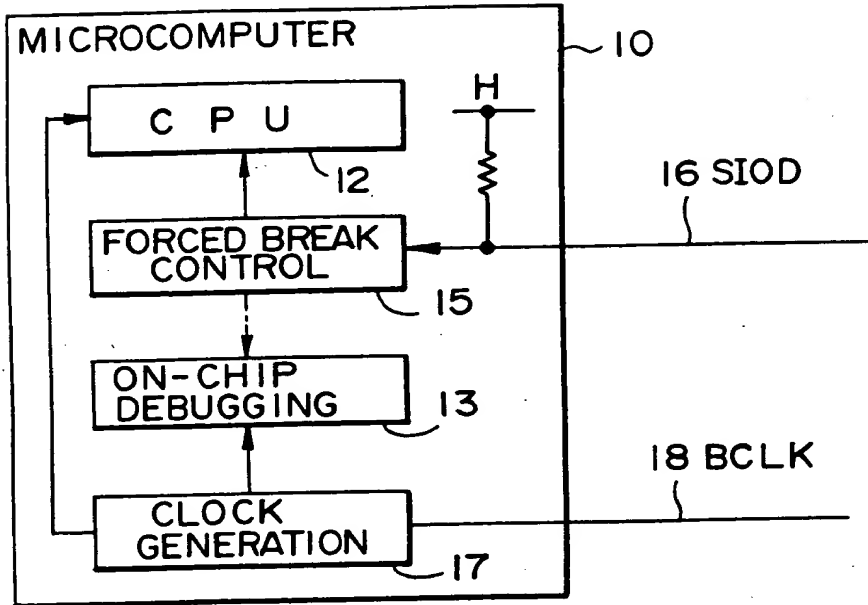 MICROCOMPUTER
10
H
C P U
12
16 SIOD
FORCED BREAK
CONTROL
15
ON-CHIP
DEBUGGING
13
18 BCLK
CLOCK
GENERATION
17